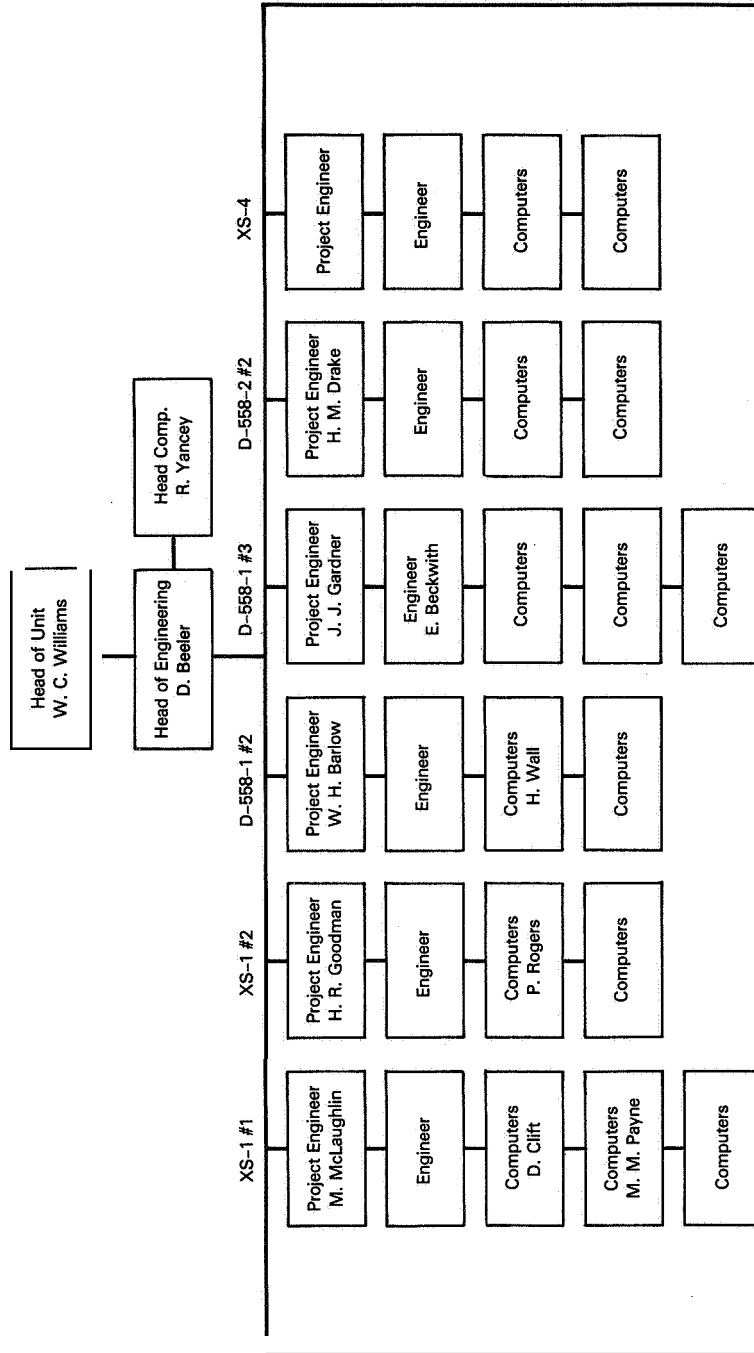 Head of Unit
W. C. Williams
Head of Engineering
D. Beeler
Head Comp.
R. Yancey
XS–1 #1
Project Engineer
M. McLaughlin
Engineer
Computers
D. Clift
Computers
M. M. Payne
Computers
XS–1 #2
Project Engineer
H. R. Goodman
Engineer
Computers
P. Rogers
Computers
D–558–1 #2
Project Engineer
W. H. Barlow
Engineer
Computers
H. Wall
Computers
D–558–1 #3
Project Engineer
J. J. Gardner
Engineer
E. Beckwith
Computers
Computers
Computers
D–558–2 #2
Project Engineer
H. M. Drake
Engineer
Computers
Computers
XS–4
Project Engineer
Engineer
Computers
Computers